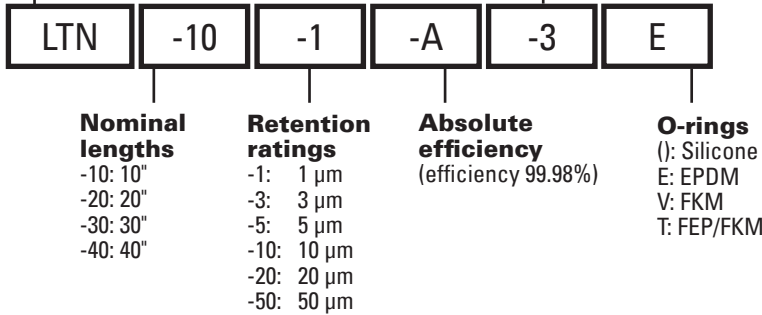 LTN -10 -1 -A -3 E
Nominal lengths
-10: 10"
-20: 20"
-30: 30"
-40: 40"
Retention ratings
-1: 1 µm
-3: 3 µm
-5: 5 µm
-10: 10 µm
-20: 20 µm
-50: 50 µm
Absolute efficiency
(efficiency 99.98%)
O-rings
(): Silicone
E: EPDM
V: FKM
T: FEP/FKM